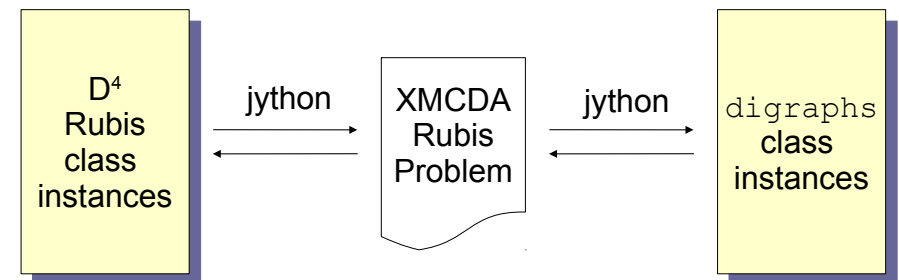 D⁴
Rubis
class
instances
jython
XMCDA
Rubis
Problem
jython
digraphs
class
instances